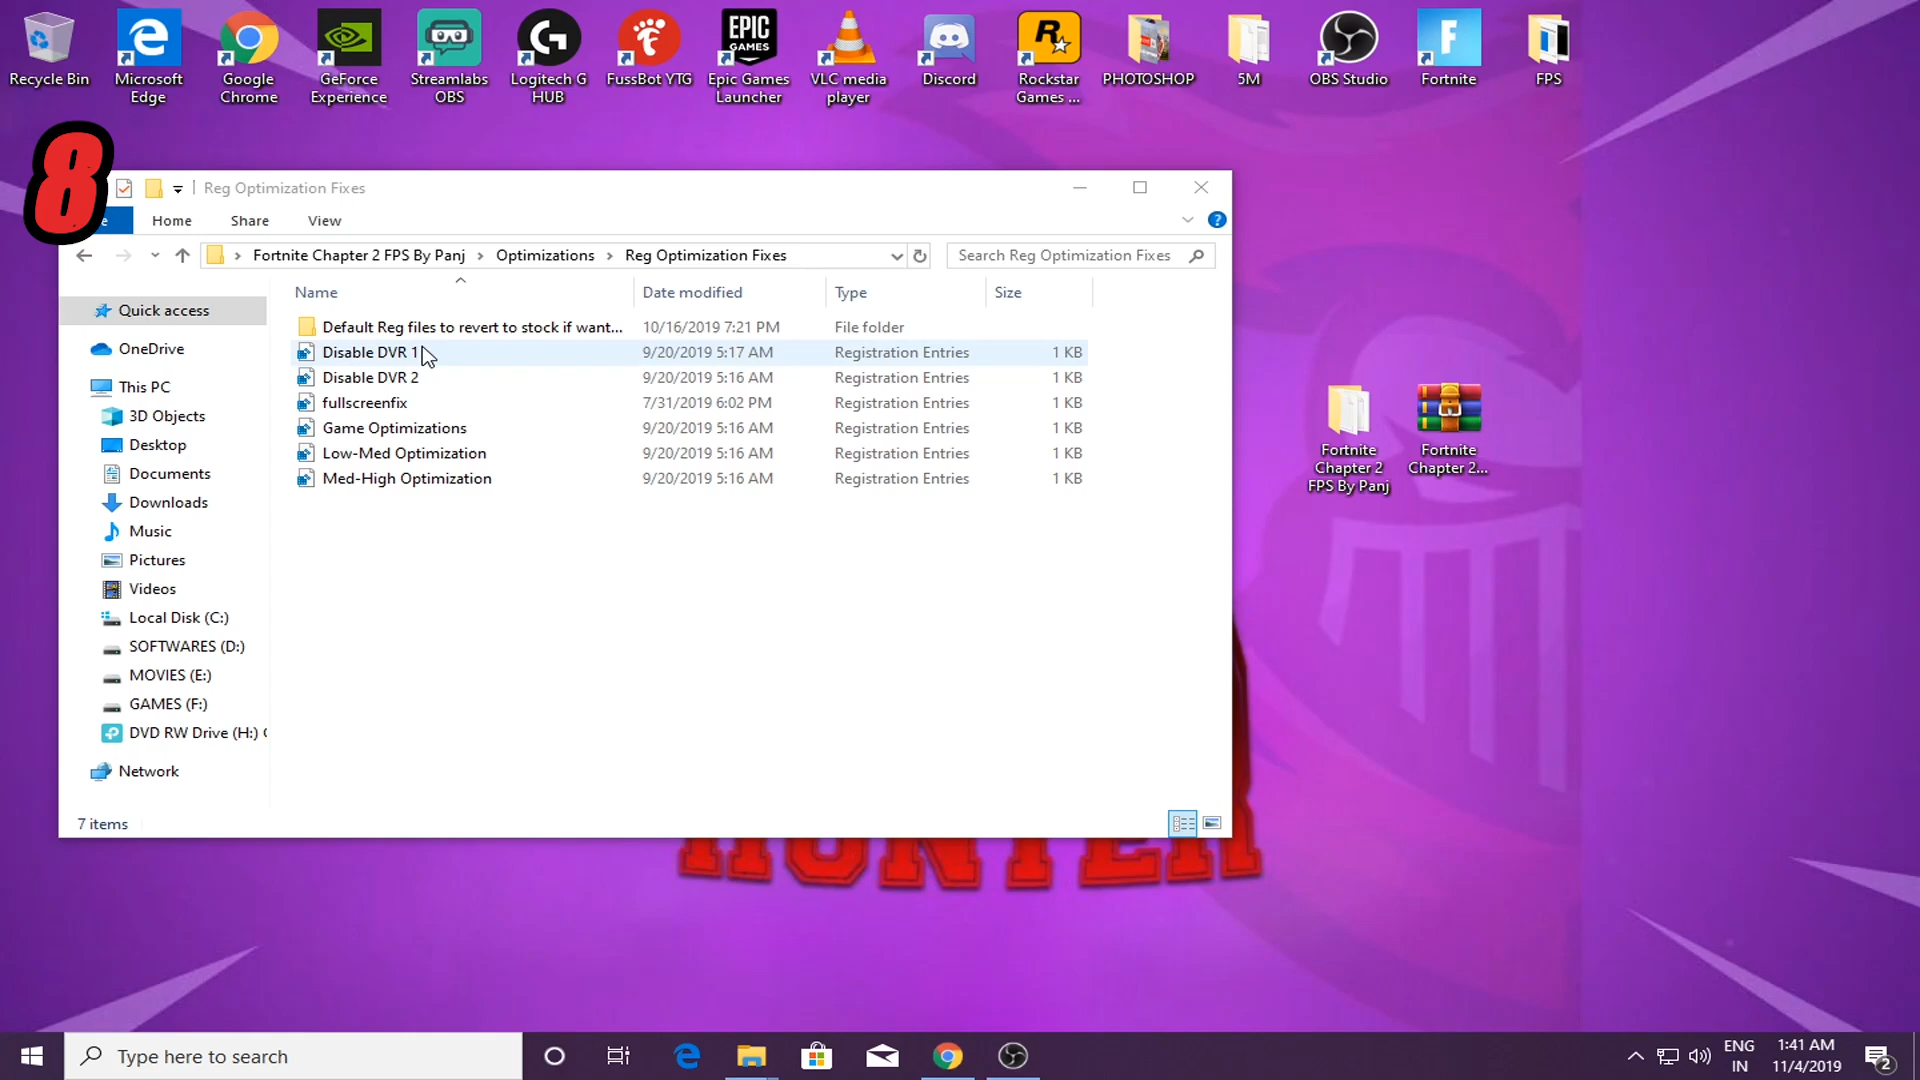 Recycle Bin
Microsoft
Edge
Google
Chrome
GeForce
Experience
Streamlabs
OBS
Logitech G
HUB
FussBot YTG
EPIC
GAMES
Epic Games
Launcher
VLC media
player
Discord
Rockstar
Games ...
PHOTOSHOP
5M
OBS Studio
Fortnite
FPS
8
Reg Optimization Fixes
Home
Share
View
Fortnite Chapter 2 FPS By Panj
Optimizations
Reg Optimization Fixes
Search Reg Optimization Fixes
Name
Date modified
Type
Size
Default Reg files to revert to stock if want... 10/16/2019 7:21 PM File folder
Disable DVR 1 9/20/2019 5:17 AM Registration Entries 1 KB
Disable DVR 2 9/20/2019 5:16 AM Registration Entries 1 KB
fullscreenfix 7/31/2019 6:02 PM Registration Entries 1 KB
Game Optimizations 9/20/2019 5:16 AM Registration Entries 1 KB
Low-Med Optimization 9/20/2019 5:16 AM Registration Entries 1 KB
Med-High Optimization 9/20/2019 5:16 AM Registration Entries 1 KB
Quick access
OneDrive
This PC
3D Objects
Desktop
Documents
Downloads
Music
Pictures
Videos
Local Disk (C:)
SOFTWARES (D:)
MOVIES (E:)
GAMES (F:)
DVD RW Drive (H:)
Network
7 items
Fortnite
Chapter 2
FPS By Panj
Fortnite
Chapter 2...
HUNTER
Type here to search
ENG
IN
1:41 AM
11/4/2019
2